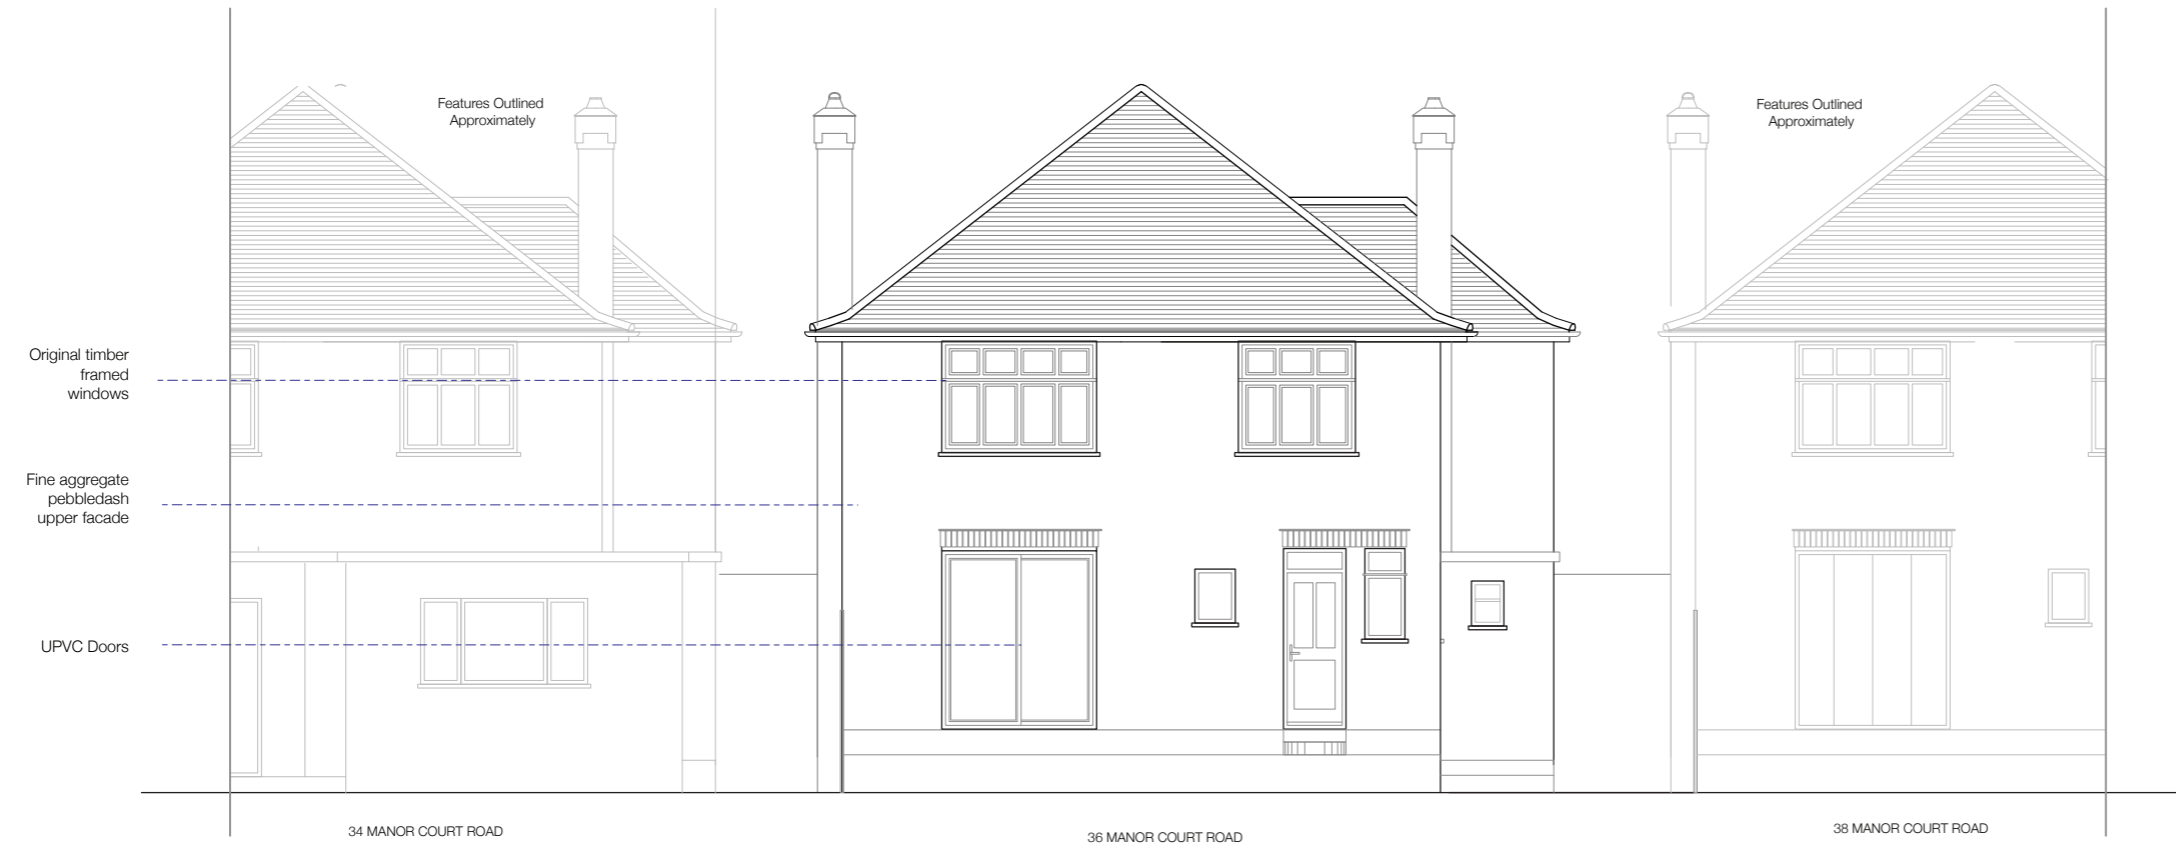 Features Outlined
Approximately
Features Outlined
Approximately
Original timber
framed
windows
Fine aggregate
pebbledash
upper facade
UPVC Doors
34 MANOR COURT ROAD
36 MANOR COURT ROAD
38 MANOR COURT ROAD